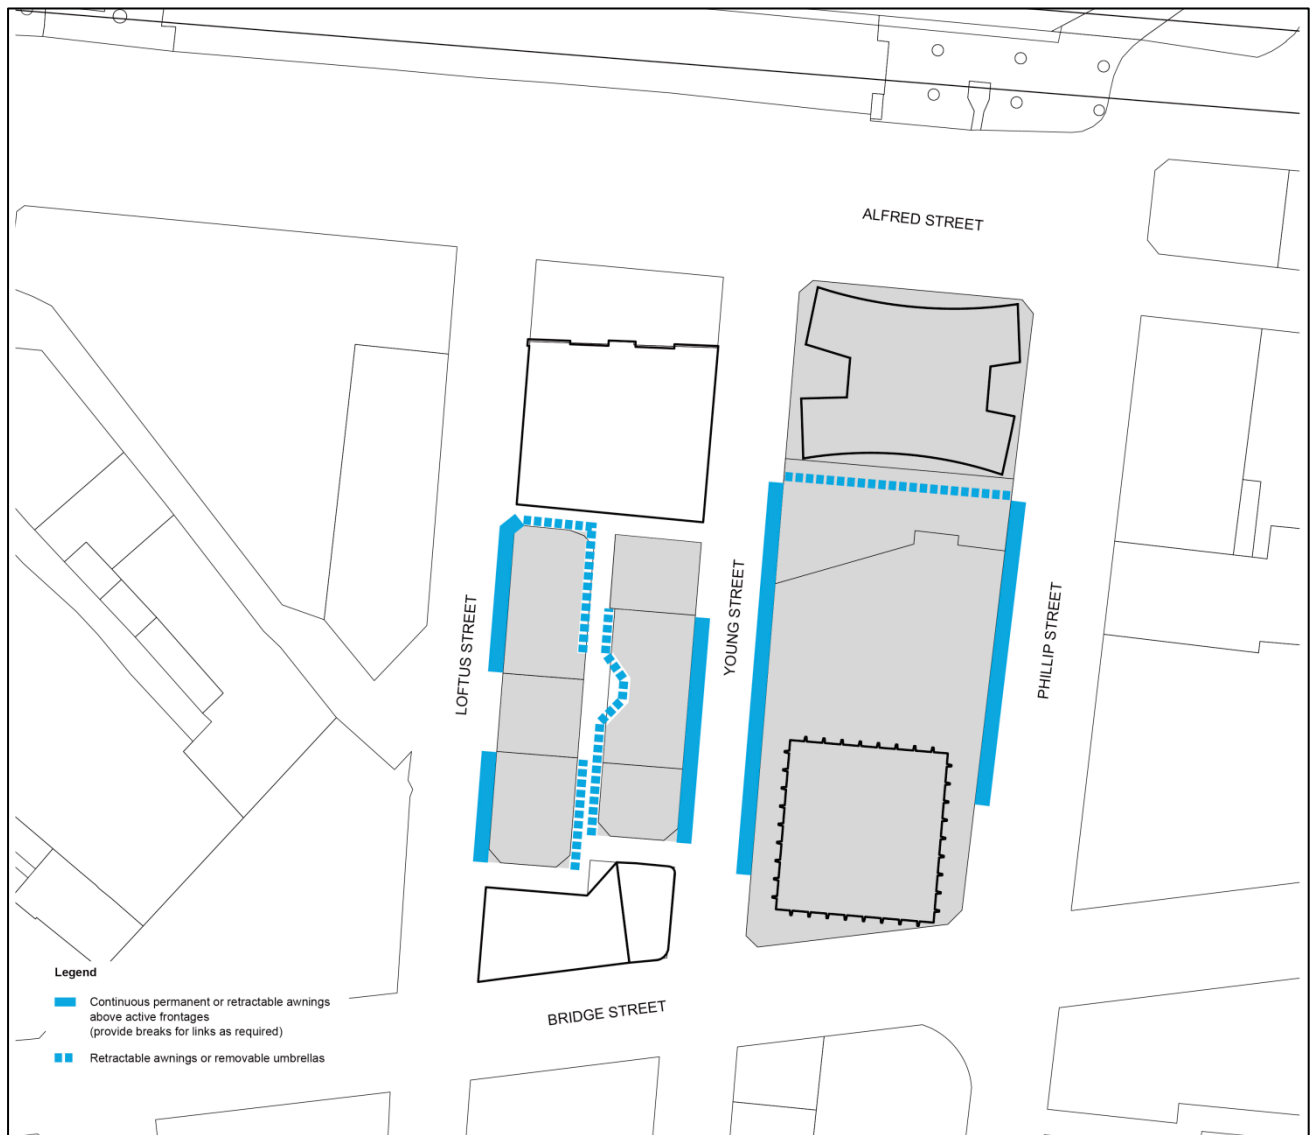 ALFRED STREET
YOUNG STREET
LOFTUS STREET
PHILLIP STREET
BRIDGE STREET
Legend
Continuous permanent or retractable awnings
above active frontages
(provide breaks for links as required)
Retractable awnings or removable umbrellas